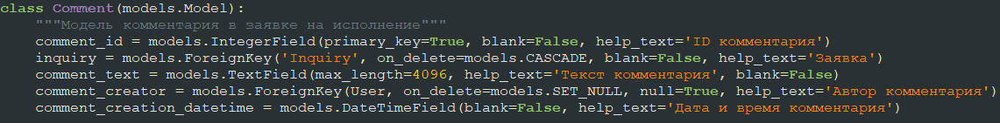 class Comment(models.Model):
    """Модель комментария в заявке на исполнение"""
    comment_id = models.IntegerField(primary_key=True, blank=False, help_text='ID комментария')
    inquiry = models.ForeignKey('Inquiry', on_delete=models.CASCADE, blank=False, help_text='Заявка')
    comment_text = models.TextField(max_length=4096, help_text='Текст комментария', blank=False)
    comment_creator = models.ForeignKey(User, on_delete=models.SET_NULL, null=True, help_text='Автор комментария')
    comment_creation_datetime = models.DateTimeField(blank=False, help_text='Дата и время комментария')